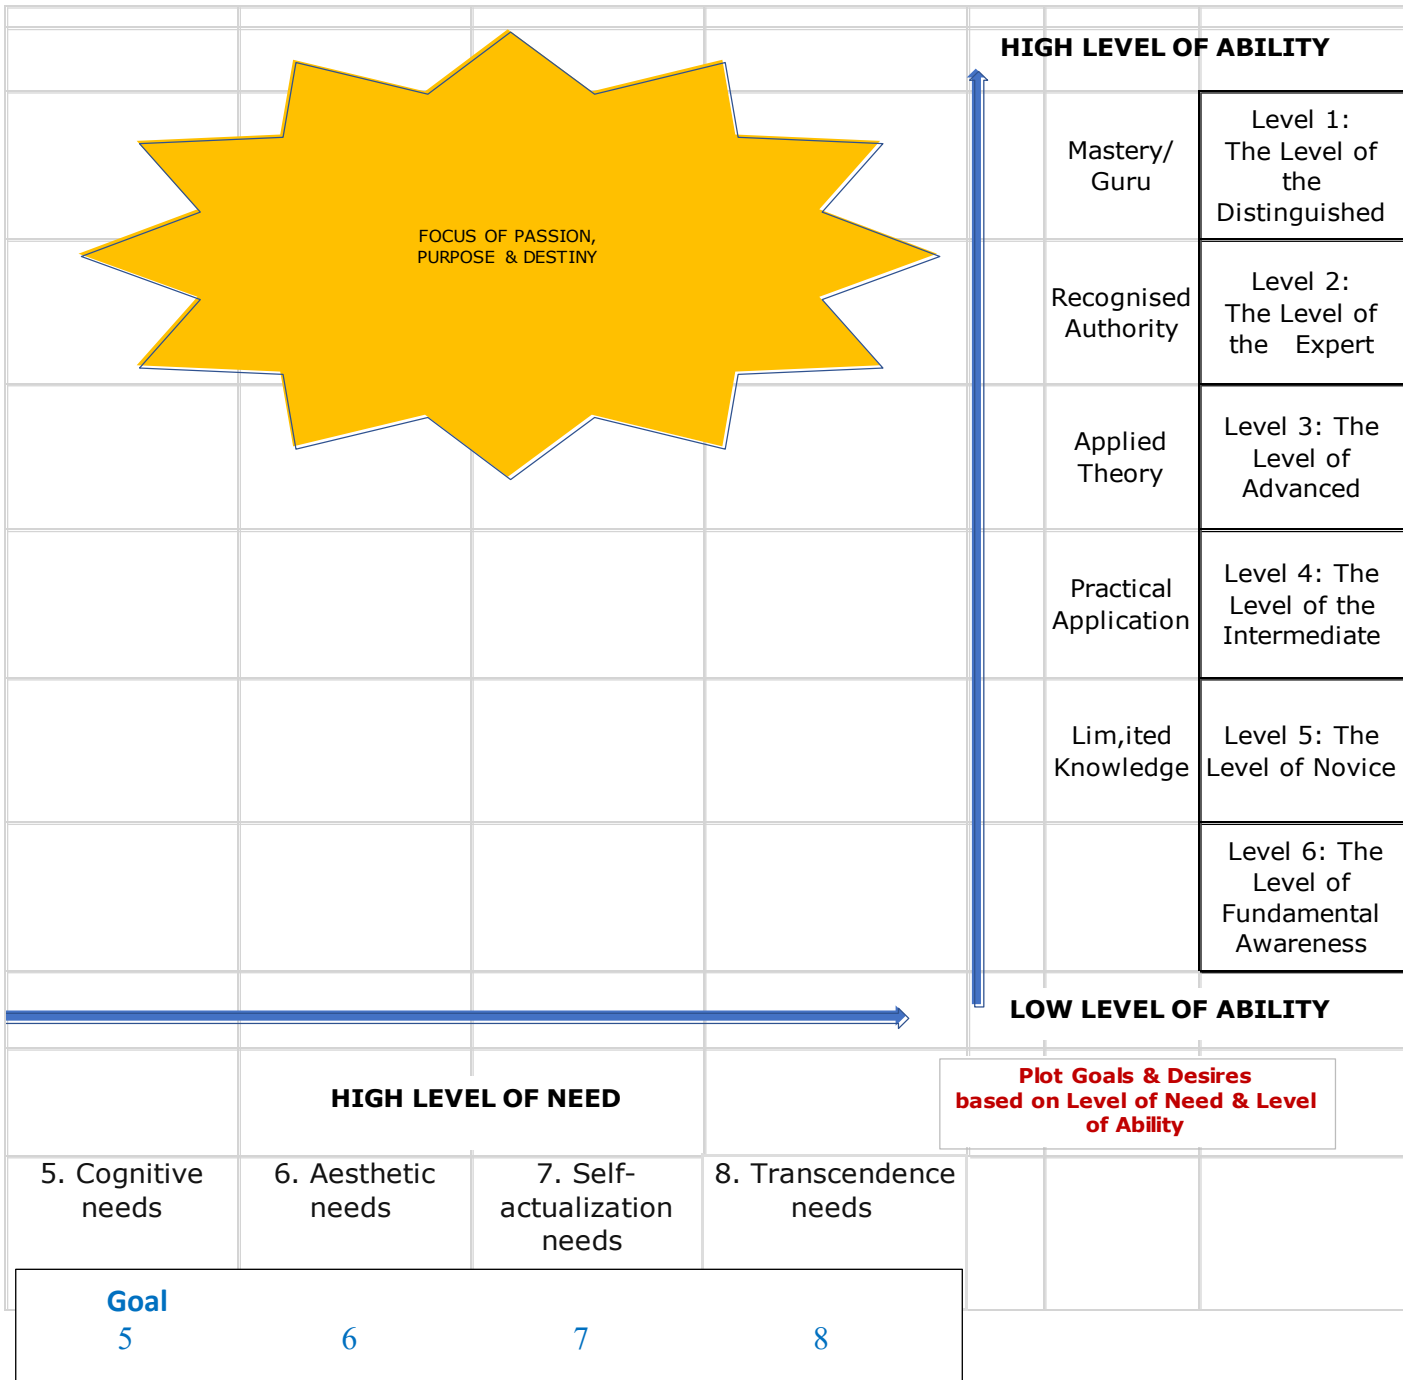 HIGH LEVEL OF ABILITY
FOCUS OF PASSION,
PURPOSE & DESTINY
Mastery/
Guru
Level 1:
The Level of
the
Distinguished
Recognised
Authority
Level 2:
The Level of
the Expert
Applied
Theory
Level 3: The
Level of
Advanced
Practical
Application
Level 4: The
Level of the
Intermediate
Lim,ited
Knowledge
Level 5: The
Level of Novice
Level 6: The
Level of
Fundamental
Awareness
LOW LEVEL OF ABILITY
HIGH LEVEL OF NEED
Plot Goals & Desires
based on Level of Need & Level
of Ability
5. Cognitive
needs
6. Aesthetic
needs
7. Self-
actualization
needs
8. Transcendence
needs
Goal
5 6 7 8